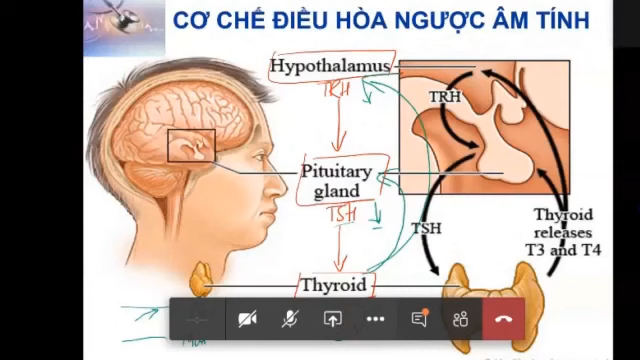 CƠ CHẾ ĐIỀU HÒA NGƯỢC ÂM TÍNH
Hypothalamus
TRH
TRH
Pituitary
gland
TSH
TSH
Thyroid
releases
T3 and T4
Thyroid